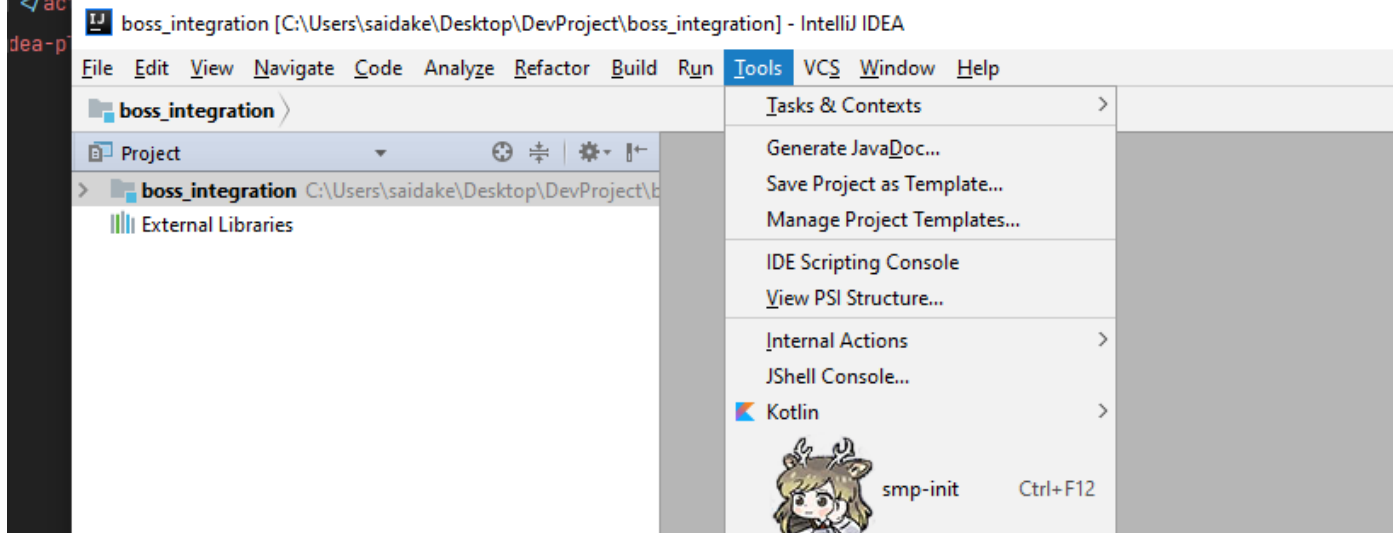 </ac
dea-p
boss_integration [C:\Users\saidake\Desktop\DevProject\boss_integration] - IntelliJ IDEA
File Edit View Navigate Code Analyze Refactor Build Run Tools VCS Window Help
boss_integration
Project
boss_integration C:\Users\saidake\Desktop\DevProject\b
External Libraries
Tasks & Contexts
Generate JavaDoc...
Save Project as Template...
Manage Project Templates...
IDE Scripting Console
View PSI Structure...
Internal Actions
JShell Console...
Kotlin
smp-init Ctrl+F12